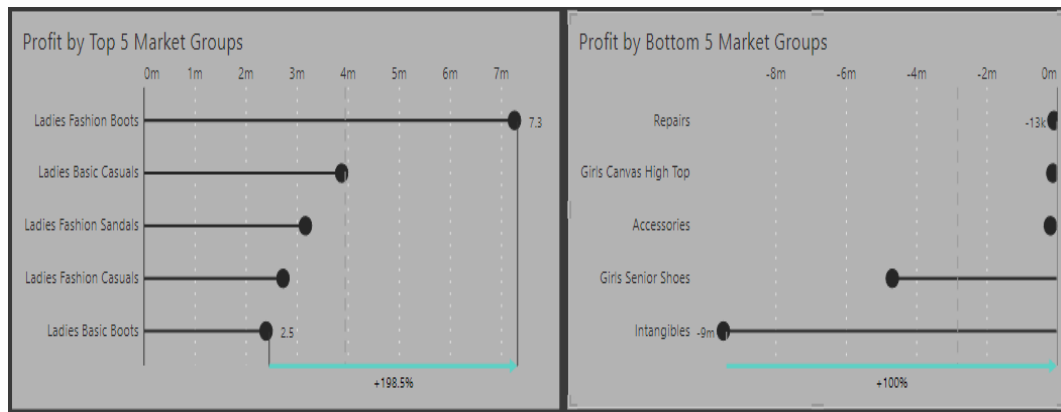 Profit by Top 5 Market Groups
0m 1m 2m 3m 4m 5m 6m 7m
Ladies Fashion Boots 7.3
Ladies Basic Casuals
Ladies Fashion Sandals
Ladies Fashion Casuals
Ladies Basic Boots 2.5
+198.5%
Profit by Bottom 5 Market Groups
-8m -6m -4m -2m 0m
Repairs -13k
Girls Canvas High Top
Accessories
Girls Senior Shoes
Intangibles -9m
+100%